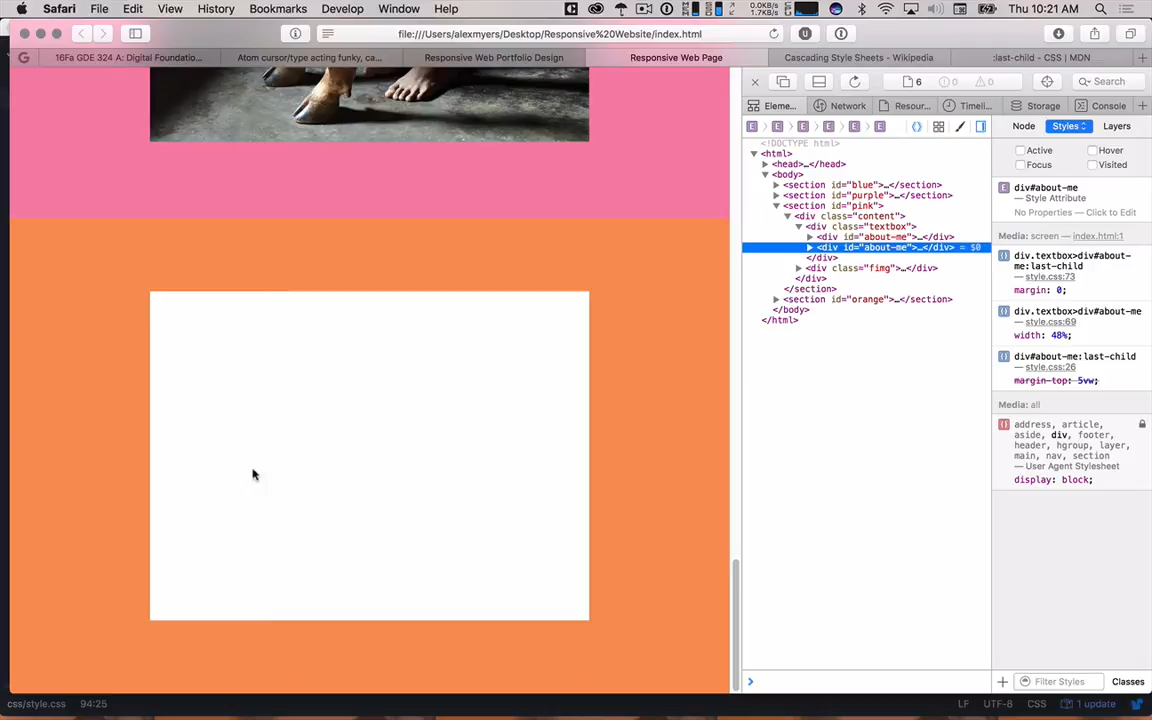 Safari File Edit View History Bookmarks Develop Window Help 0.0KB/s 1.7KB/s Thu 10:21 AM
file:///Users/alexmyers/Desktop/Responsive%20Website/index.html
16Fa GDE 324 A: Digital Foundatio... Atom cursor/type acting funky, ca... Responsive Web Portfolio Design Responsive Web Page Cascading Style Sheets - Wikipedia :last-child - CSS | MDN
6 0 0 Search
Eleme... Network Resour... Timeli... Storage Console
E E E E E E Node Styles Layers
<!DOCTYPE html>
<html>
<head>…</head>
<body>
<section id="blue">…</section>
<section id="purple">…</section>
<section id="pink">
<div class="content">
<div class="textbox">
<div id="about-me">…</div>
<div id="about-me">…</div> = $0
</div>
<div class="fimg">…</div>
</div>
</section>
<section id="orange">…</section>
</body>
</html>
Active Hover
Focus Visited
E div#about-me
— Style Attribute
No Properties — Click to Edit
Media: screen — index.html:1
div.textbox>div#about-
me:last-child
— style.css:73
margin: 0;
div.textbox>div#about-me
— style.css:69
width: 48%;
div#about-me:last-child
— style.css:26
margin-top: 5vw;
Media: all
address, article,
aside, div, footer,
header, hgroup, layer,
main, nav, section
— User Agent Stylesheet
display: block;
Filter Styles Classes
css/style.css 94:25 LF UTF-8 CSS 1 update